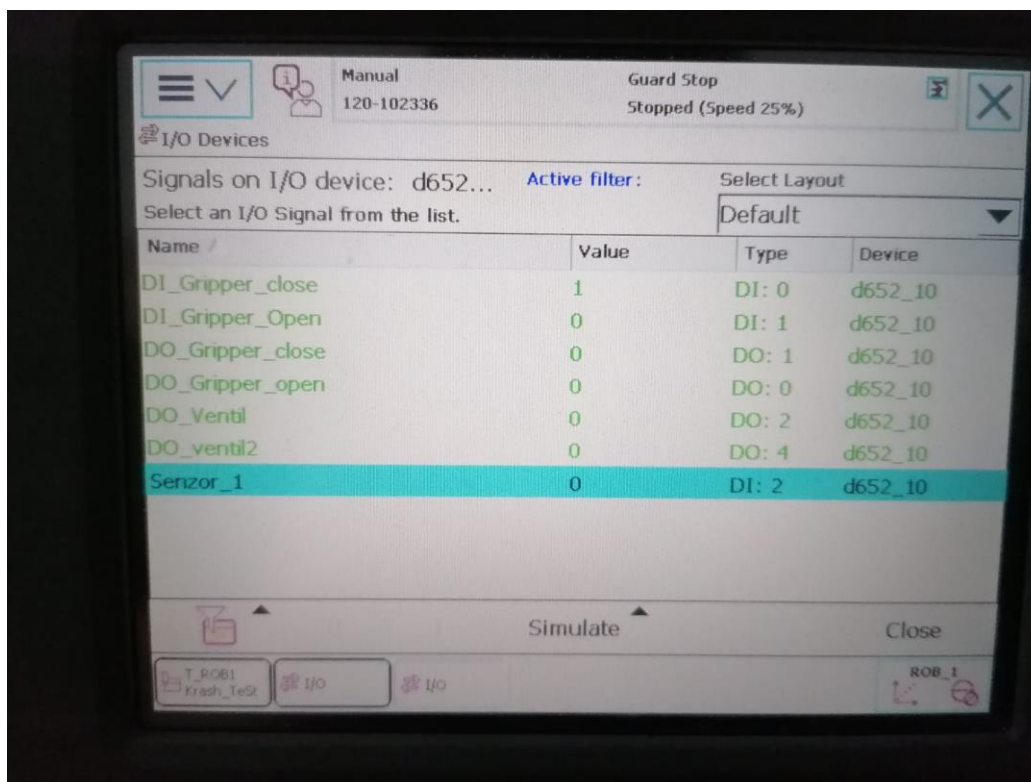 Manual
120-102336
Guard Stop
Stopped (Speed 25%)
I/O Devices
Signals on I/O device: d652...
Active filter:
Select Layout
Select an I/O Signal from the list.
Default
Name
Value
Type
Device
DI_Gripper_close 1 DI: 0 d652_10
DI_Gripper_Open 0 DI: 1 d652_10
DO_Gripper_close 0 DO: 1 d652_10
DO_Gripper_open 0 DO: 0 d652_10
DO_Ventil 0 DO: 2 d652_10
DO_ventil2 0 DO: 4 d652_10
Senzor_1 0 DI: 2 d652_10
Simulate
Close
T_ROB1
Krash_TeSt
I/O
I/O
ROB_1